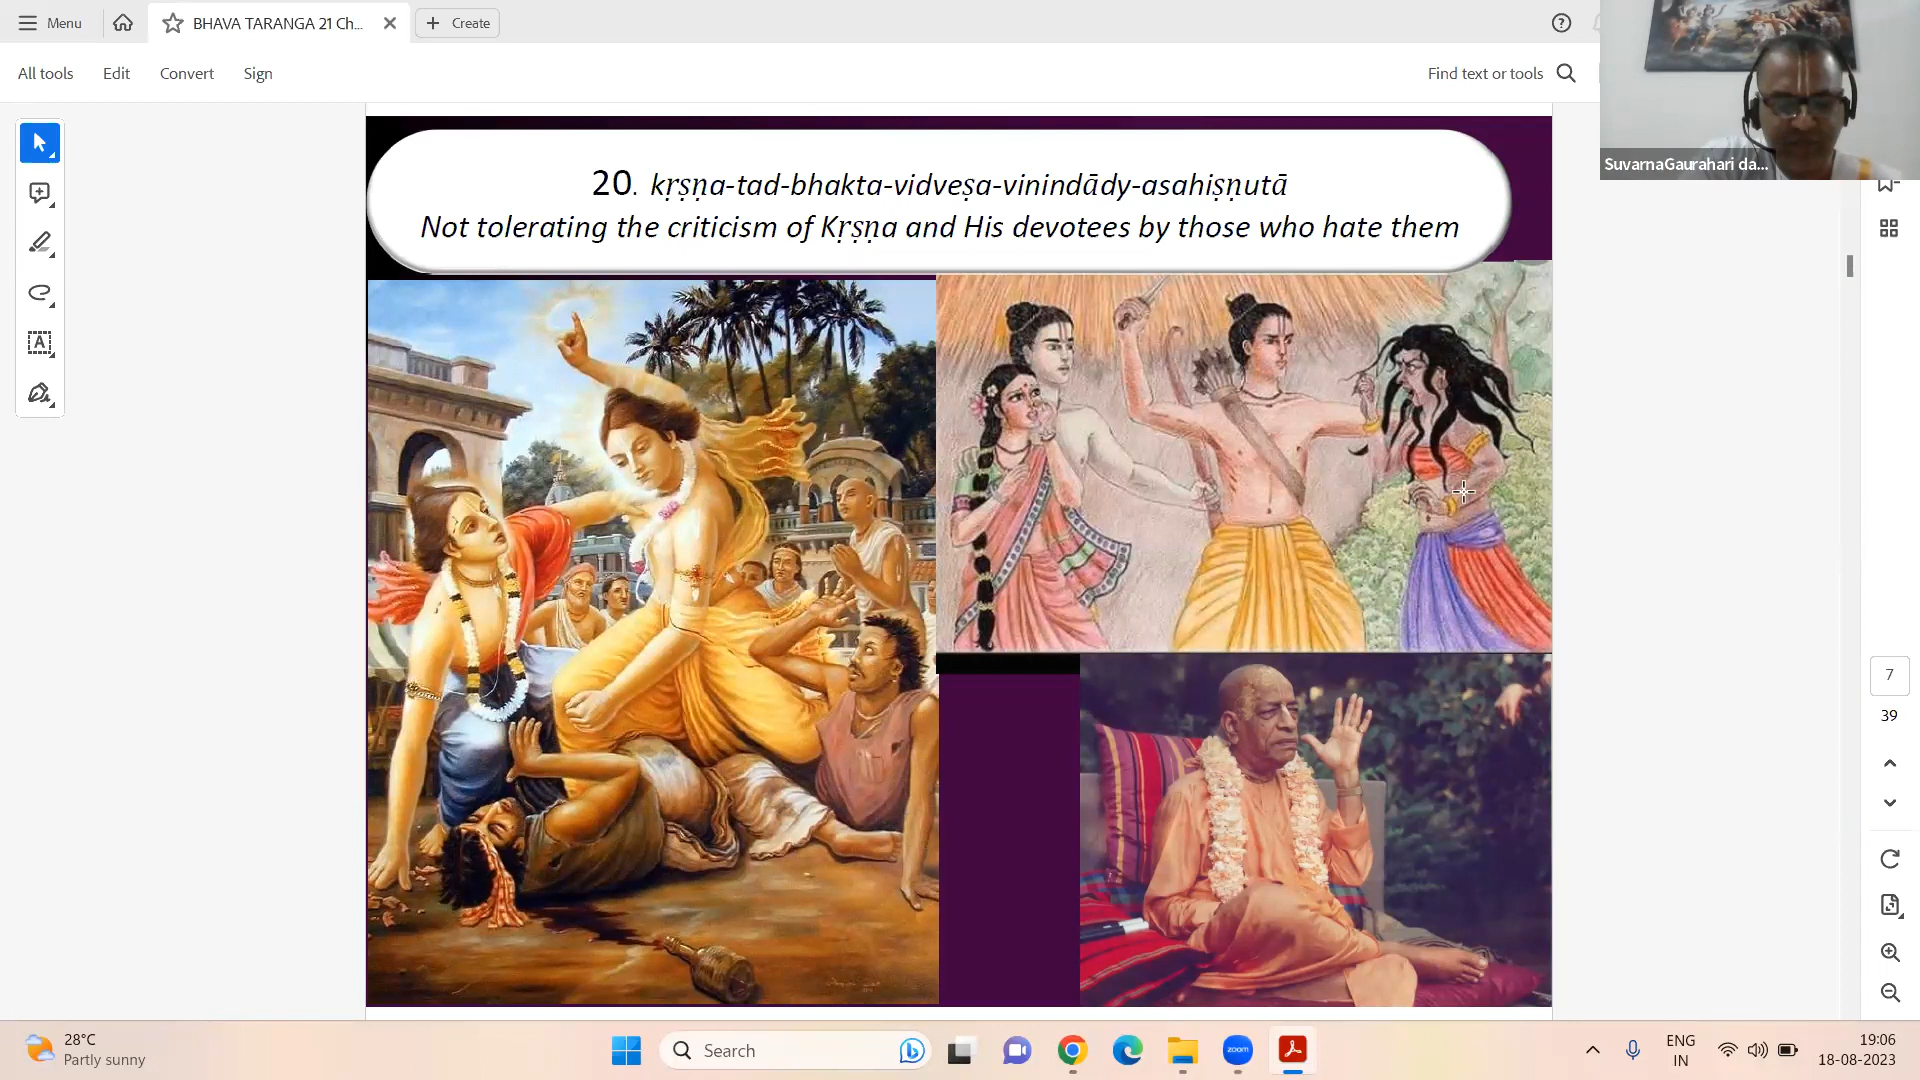 Menu
BHAVA TARANGA 21 Ch...
Create
All tools
Edit
Convert
Sign
Find text or tools
SuvarnaGaurahari da...
20. kṛṣṇa-tad-bhakta-vidveṣa-vinindādy-asahiṣṇutā
Not tolerating the criticism of Kṛṣṇa and His devotees by those who hate them
7
39
28°C
Partly sunny
Search
zoom
ENG
IN
19:06
18-08-2023